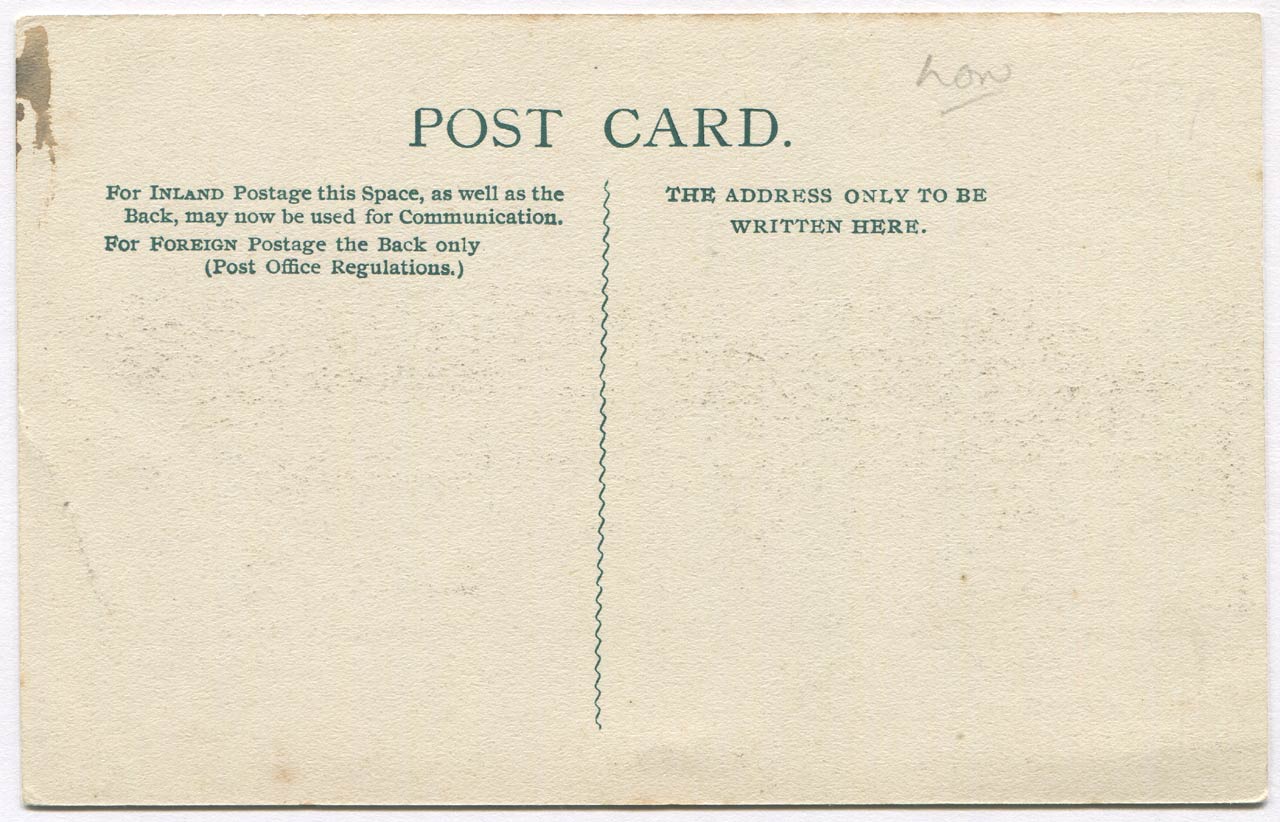 POST CARD.
For INLAND Postage this Space, as well as the
Back, may now be used for Communication.
For FOREIGN Postage the Back only
(Post Office Regulations.)
THE ADDRESS ONLY TO BE
WRITTEN HERE.